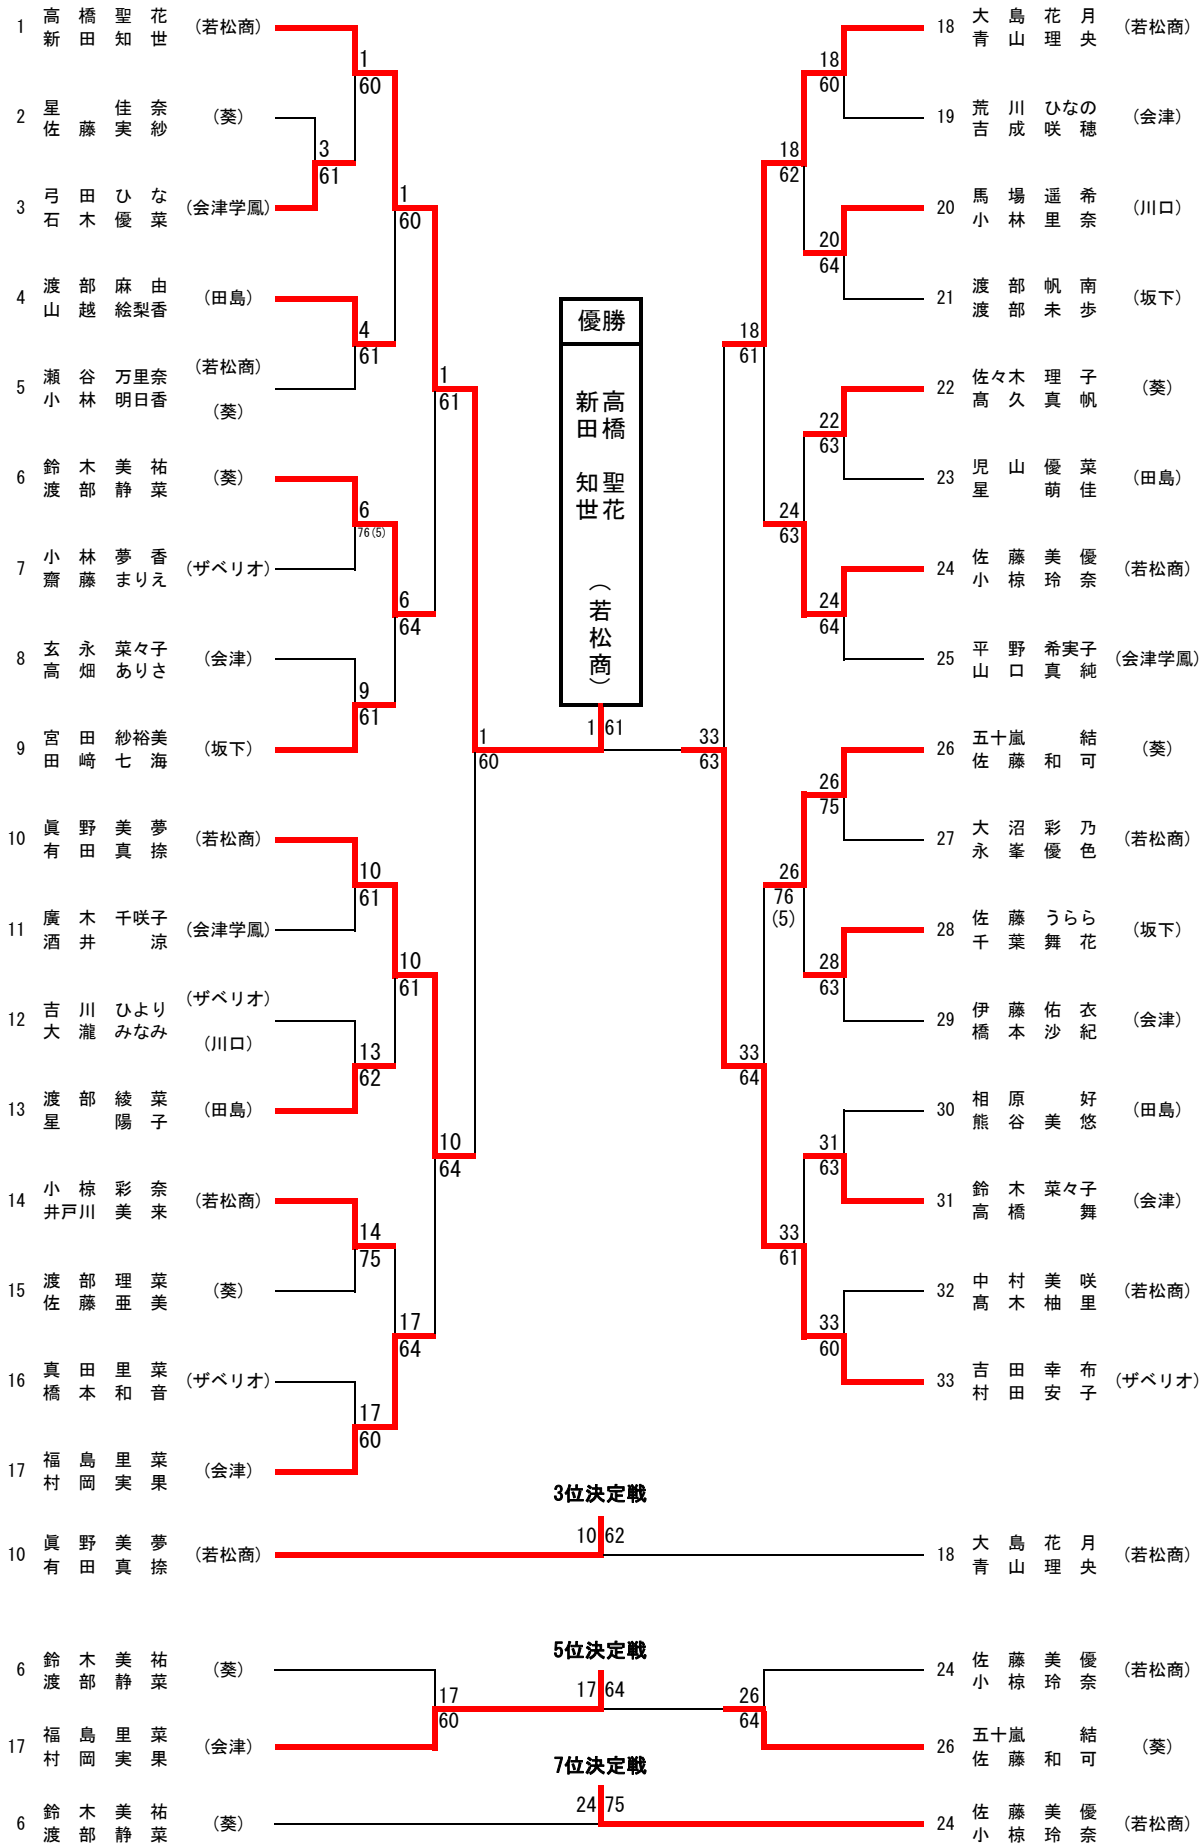 1 高橋聖花 (若松商)
新田知世
1
60
2 星佳奈 (葵)
佐藤実紗
3
61
3 弓田ひな (会津学鳳)
石木優菜
1
60
4 渡部麻由 (田島)
山越絵梨香
4
61
5 瀬谷万里奈 (若松商)
小林明日香 (葵)
1
61
6 鈴木美祐 (葵)
渡部静菜
6
76(5)
7 小林夢香 (ザベリオ)
齋藤まりえ
6
64
8 玄永菜々子 (会津)
高畑ありさ
9
61
9 宮田紗裕美 (坂下)
田﨑七海
1
60
10 眞野美夢 (若松商)
有田真捺
10
61
11 廣木千咲子 (会津学鳳)
酒井涼
10
61
12 吉川ひより (ザベリオ)
大瀧みなみ (川口)
13
62
13 渡部綾菜 (田島)
星陽子
10
64
14 小椋彩奈 (若松商)
井戸川美来
14
75
15 渡部理菜 (葵)
佐藤亜美
17
64
16 真田里菜 (ザベリオ)
橋本和音
17
60
17 福島里菜 (会津)
村岡実果
優勝
高橋 聖花
新田 知世
(若松商)
1 61
18 大島花月 (若松商)
青山理央
18
60
19 荒川ひなの (会津)
吉成咲穂
18
62
20 馬場遥希 (川口)
小林里奈
20
64
21 渡部帆南 (坂下)
渡部未歩
18
61
22 佐々木理子 (葵)
髙久真帆
22
63
23 児山優菜 (田島)
星萌佳
24
63
24 佐藤美優 (若松商)
小椋玲奈
24
64
25 平野希実子 (会津学鳳)
山口真純
33
63
26 五十嵐結 (葵)
佐藤和可
26
75
27 大沼彩乃 (若松商)
永峯優色
26
76
(5)
28 佐藤うらら (坂下)
千葉舞花
28
63
29 伊藤佑衣 (会津)
橋本沙紀
33
64
30 相原好 (田島)
熊谷美悠
31
63
31 鈴木菜々子 (会津)
高橋舞
33
61
32 中村美咲 (若松商)
髙木柚里
33
60
33 吉田幸布 (ザベリオ)
村田安子
3位決定戦
10 眞野美夢 (若松商)
有田真捺
10 62
18 大島花月 (若松商)
青山理央
5位決定戦
6 鈴木美祐 (葵)
渡部静菜
17
60
17 福島里菜 (会津)
村岡実果
17 64
24 佐藤美優 (若松商)
小椋玲奈
26
64
26 五十嵐結 (葵)
佐藤和可
7位決定戦
6 鈴木美祐 (葵)
渡部静菜
24 75
24 佐藤美優 (若松商)
小椋玲奈